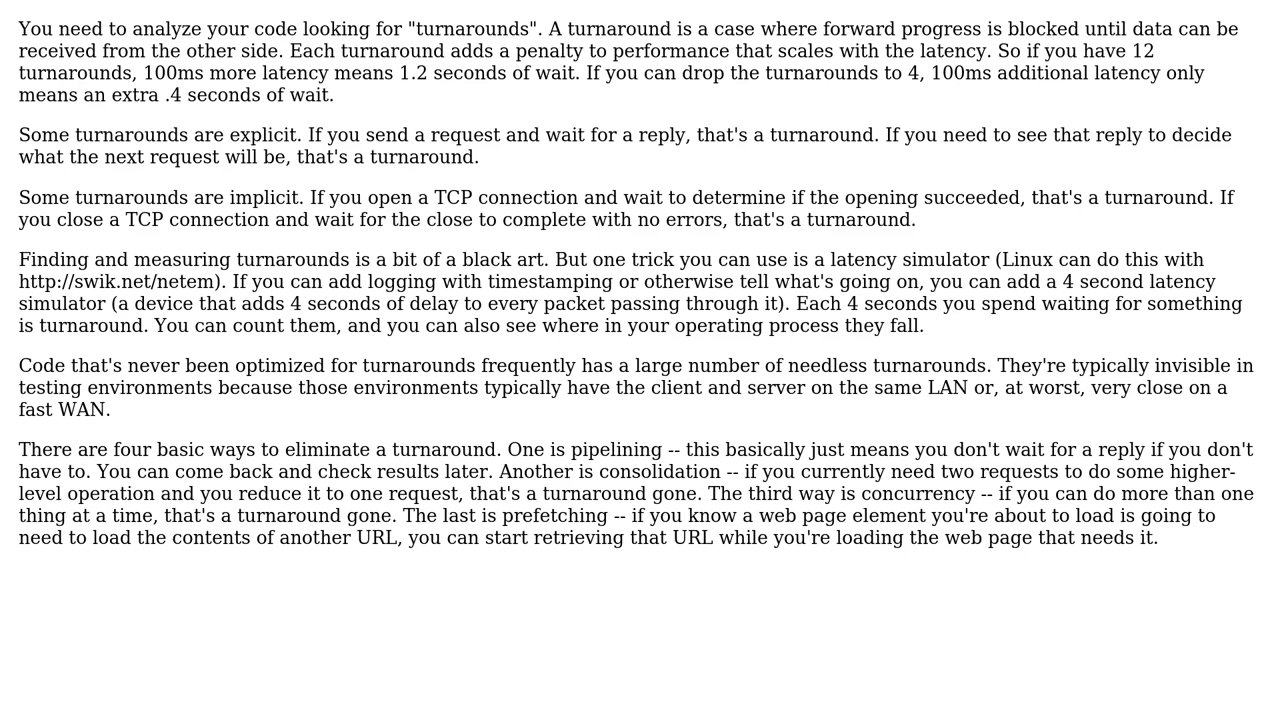 You need to analyze your code looking for "turnarounds". A turnaround is a case where forward progress is blocked until data can be
received from the other side. Each turnaround adds a penalty to performance that scales with the latency. So if you have 12
turnarounds, 100ms more latency means 1.2 seconds of wait. If you can drop the turnarounds to 4, 100ms additional latency only
means an extra .4 seconds of wait.
Some turnarounds are explicit. If you send a request and wait for a reply, that's a turnaround. If you need to see that reply to decide
what the next request will be, that's a turnaround.
Some turnarounds are implicit. If you open a TCP connection and wait to determine if the opening succeeded, that's a turnaround. If
you close a TCP connection and wait for the close to complete with no errors, that's a turnaround.
Finding and measuring turnarounds is a bit of a black art. But one trick you can use is a latency simulator (Linux can do this with
http://swik.net/netem). If you can add logging with timestamping or otherwise tell what's going on, you can add a 4 second latency
simulator (a device that adds 4 seconds of delay to every packet passing through it). Each 4 seconds you spend waiting for something
is turnaround. You can count them, and you can also see where in your operating process they fall.
Code that's never been optimized for turnarounds frequently has a large number of needless turnarounds. They're typically invisible in
testing environments because those environments typically have the client and server on the same LAN or, at worst, very close on a
fast WAN.
There are four basic ways to eliminate a turnaround. One is pipelining -- this basically just means you don't wait for a reply if you don't
have to. You can come back and check results later. Another is consolidation -- if you currently need two requests to do some higher-
level operation and you reduce it to one request, that's a turnaround gone. The third way is concurrency -- if you can do more than one
thing at a time, that's a turnaround gone. The last is prefetching -- if you know a web page element you're about to load is going to
need to load the contents of another URL, you can start retrieving that URL while you're loading the web page that needs it.